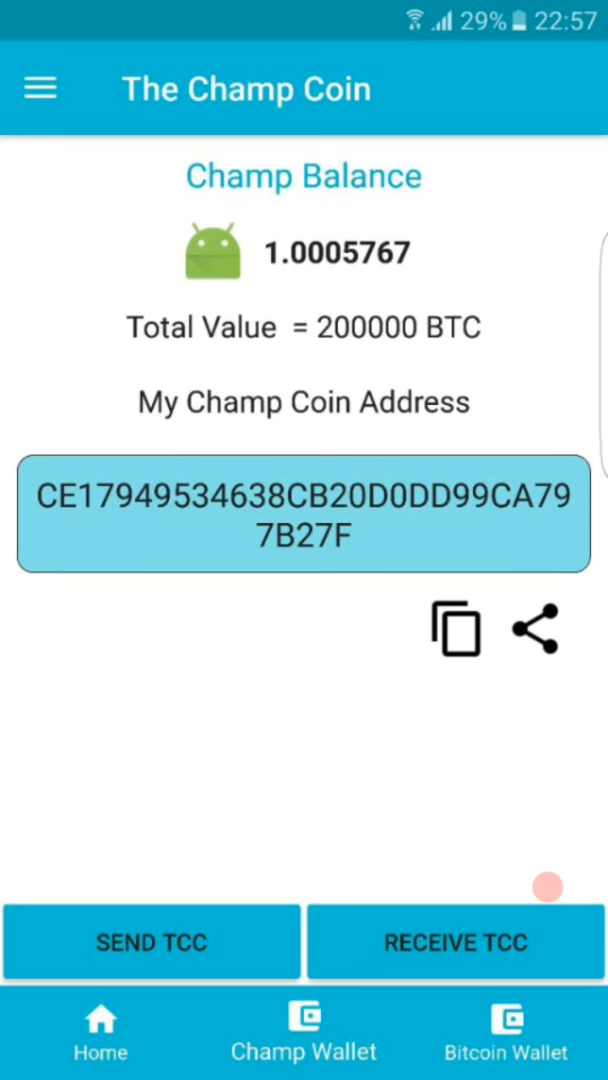 29% 22:57
The Champ Coin
Champ Balance
1.0005767
Total Value = 200000 BTC
My Champ Coin Address
CE17949534638CB20D0DD99CA79
7B27F
SEND TCC
RECEIVE TCC
Home
Champ Wallet
Bitcoin Wallet